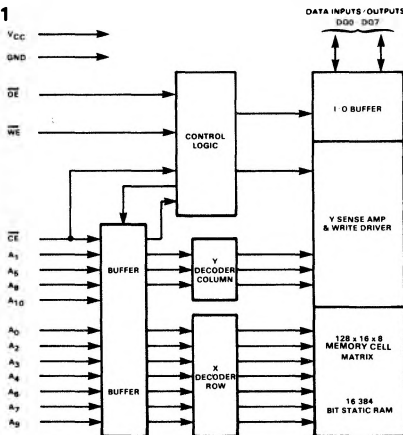 1
DATA INPUTS/OUTPUTS
DQ0 DQ7
VCC
GND
OE
WE
CONTROL
LOGIC
I/O BUFFER
Y SENSE AMP
& WRITE DRIVER
CE
A1
A5
A8
A10
BUFFER
Y
DECODER
COLUMN
A0
A2
A3
A4
A6
A7
A9
BUFFER
X
DECODER
ROW
128 x 16 x 8
MEMORY CELL
MATRIX
16 384
BIT STATIC RAM